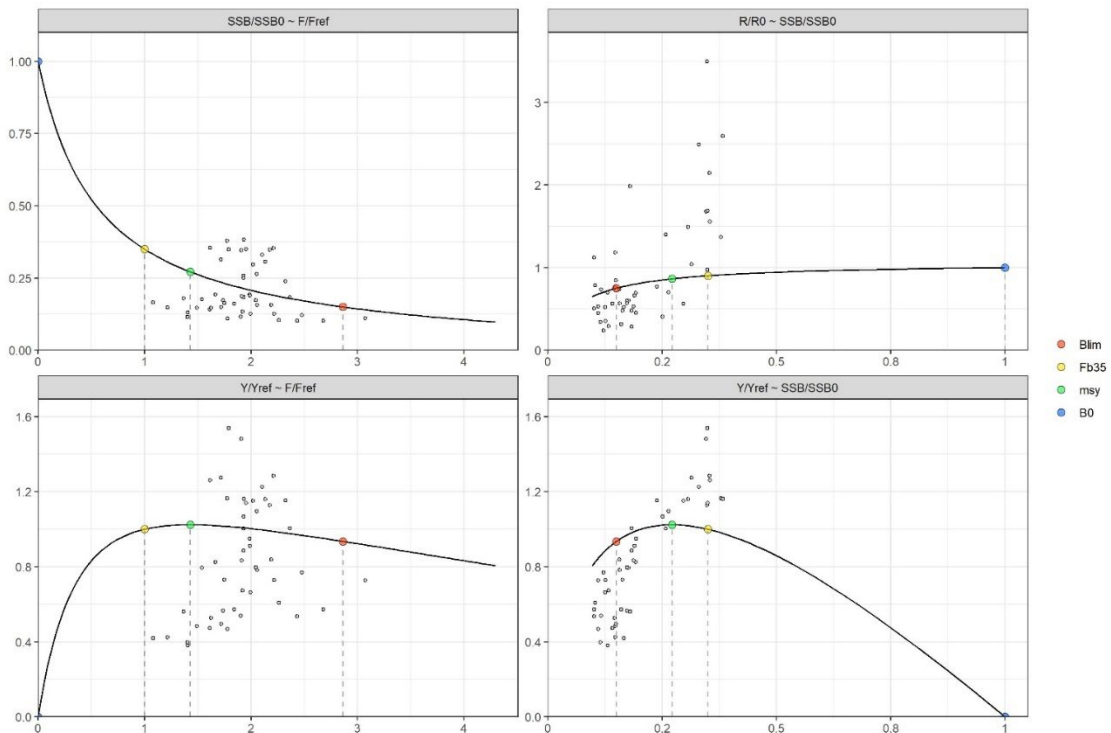 SSB/SSB0 ~ F/Fref
R/R0 ~ SSB/SSB0
1.00
0.75
0.50
0.25
0.00
0 1 2 3 4
3
2
1
0
0 0.2 0.5 0.8 1
Y/Yref ~ F/Fref
Y/Yref ~ SSB/SSB0
1.6
1.2
0.8
0.4
0.0
0 1 2 3 4
1.6
1.2
0.8
0.4
0.0
0 0.2 0.5 0.8 1
Blim
Fb35
msy
B0